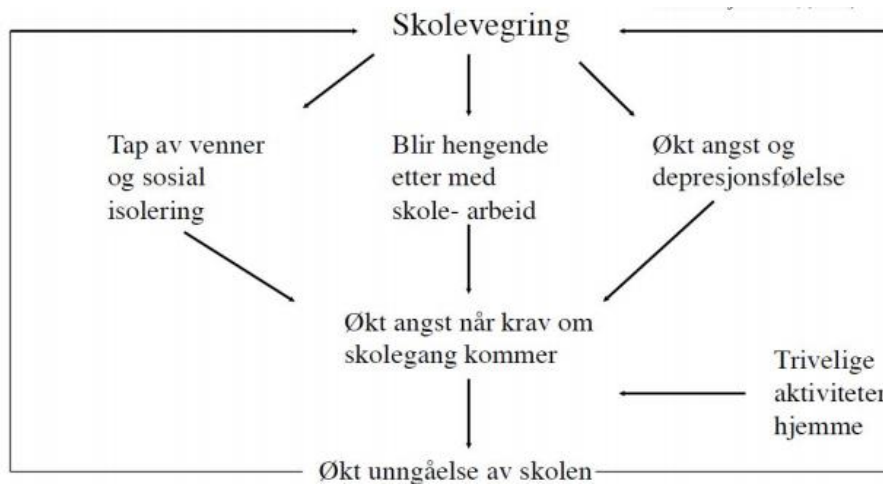 Skolevegring
Tap av venner
og sosial
isolering
Blir hengende
etter med
skole- arbeid
Økt angst og
depresjonsfølelse
Økt angst når krav om
skolegang kommer
Trivelige
aktiviteter
hjemme
Økt unngåelse av skolen